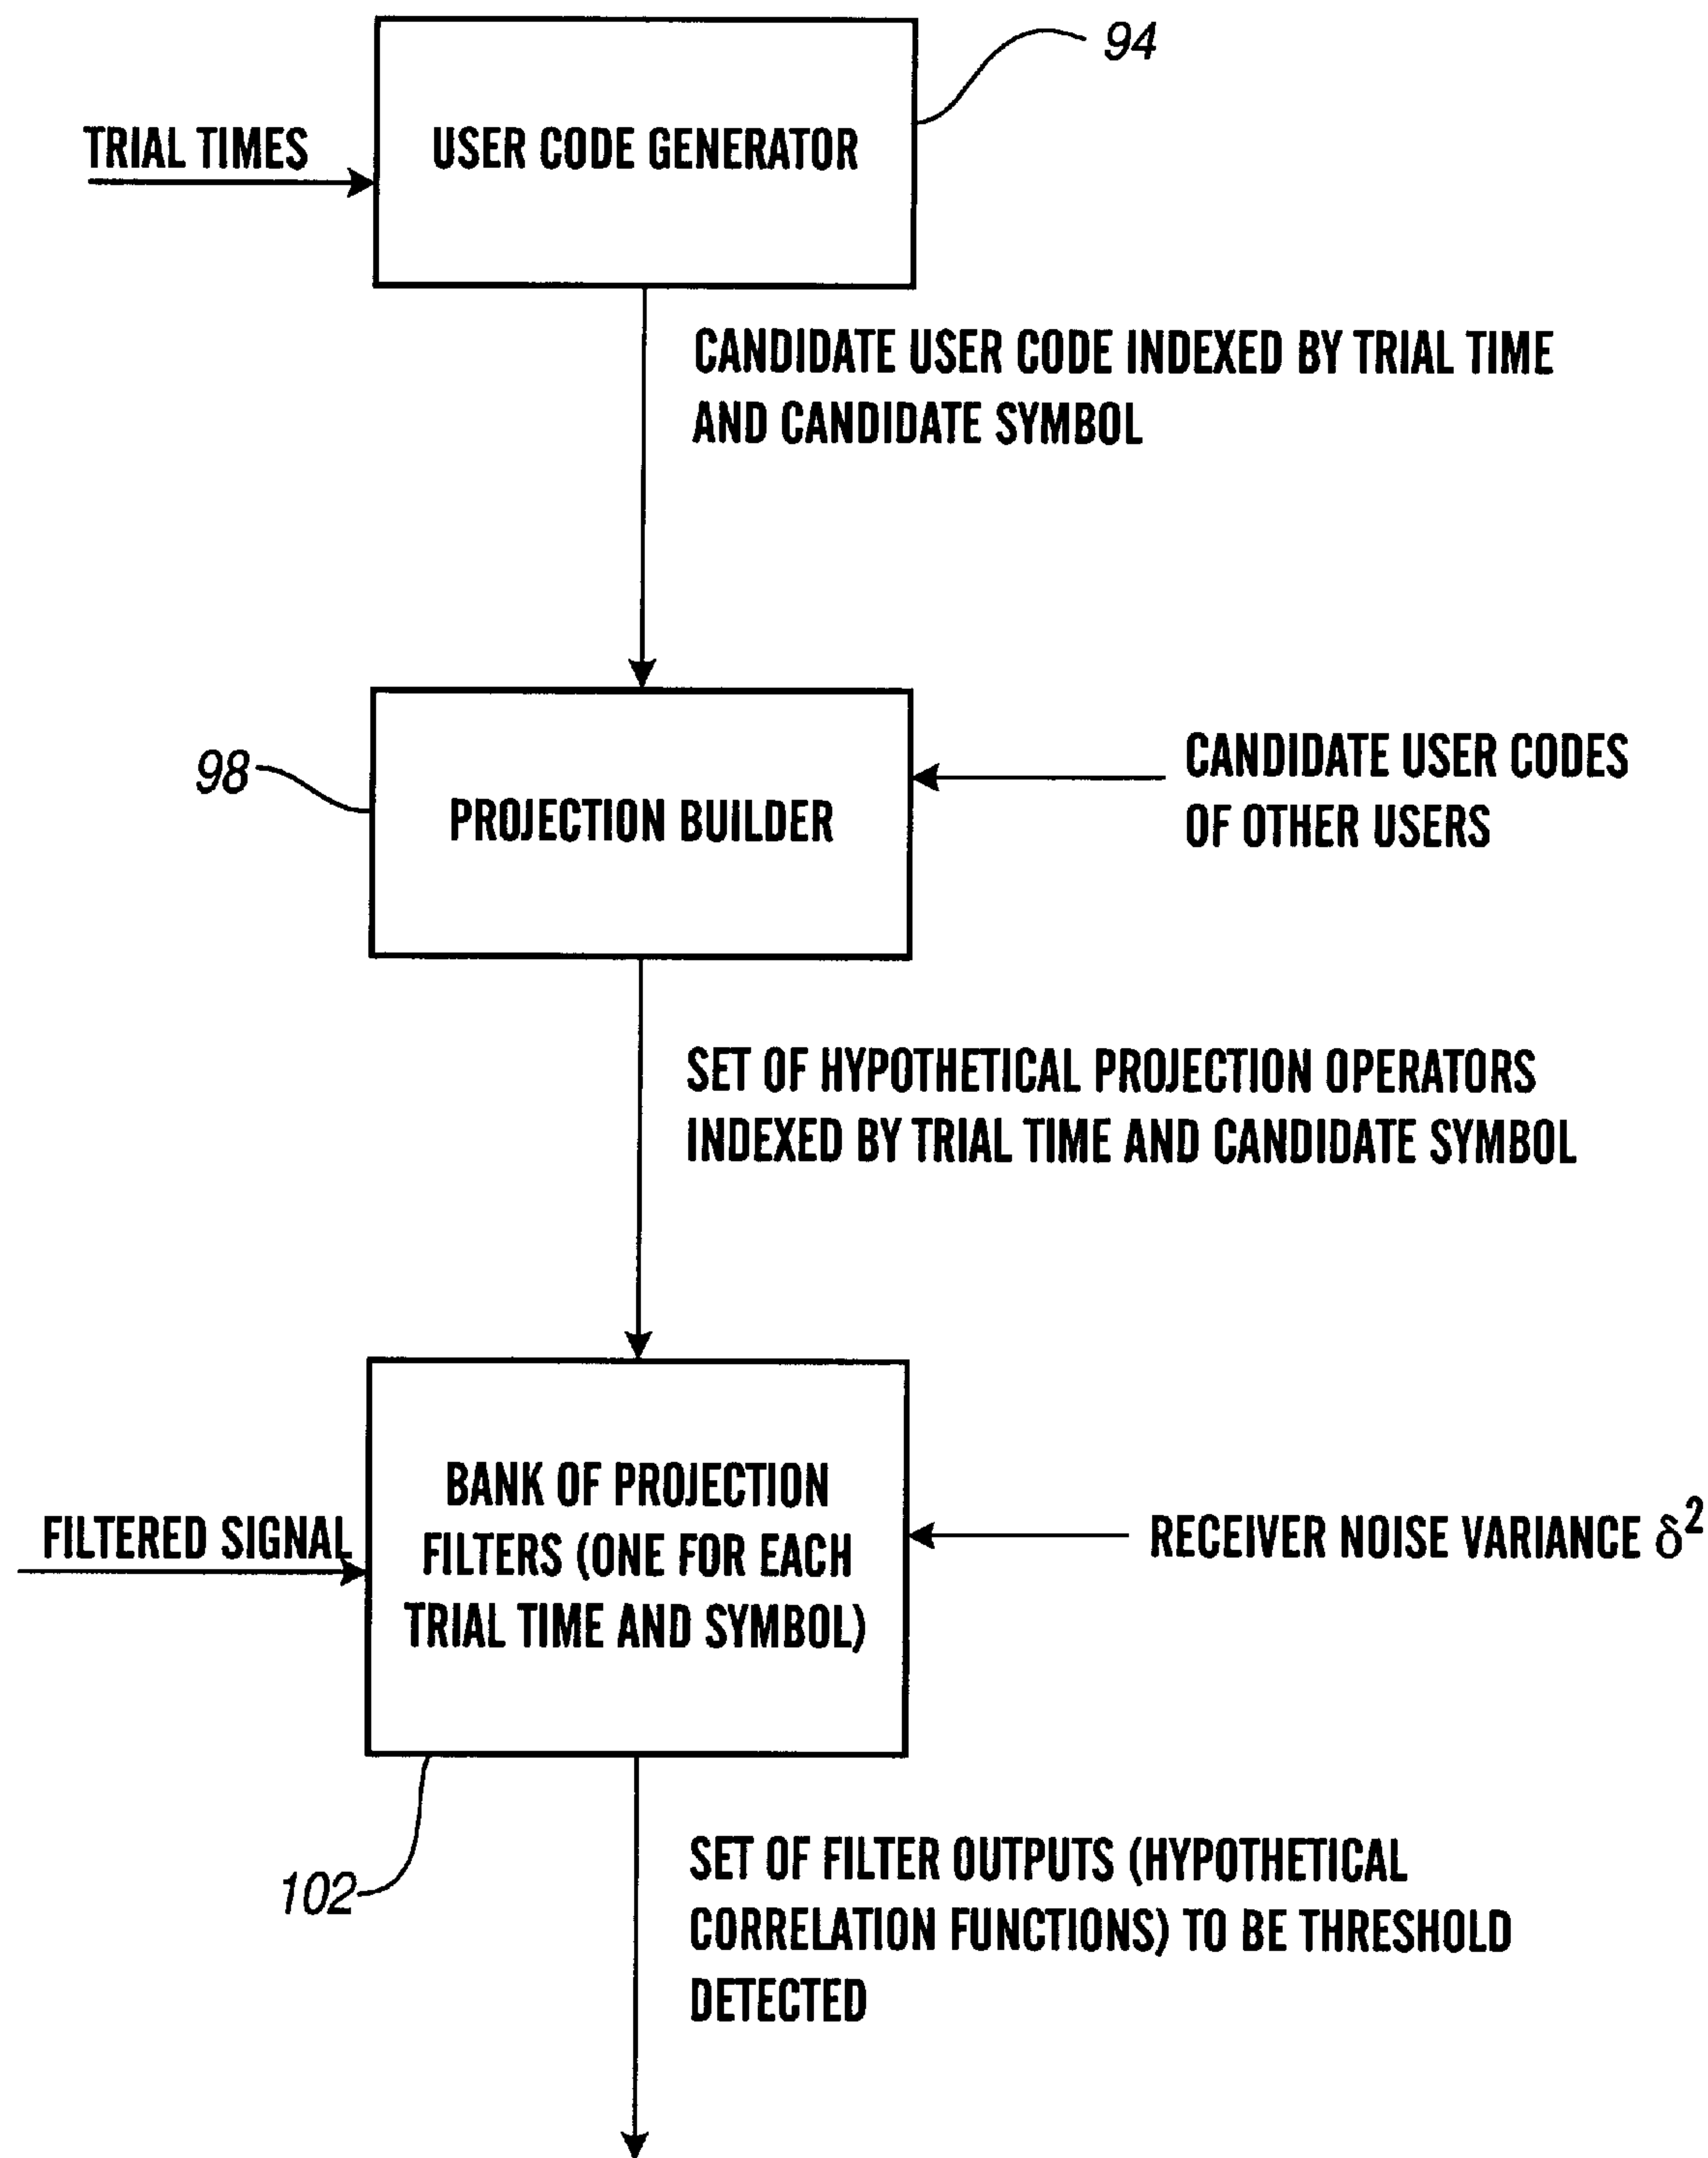 94
TRIAL TIMES
USER CODE GENERATOR
CANDIDATE USER CODE INDEXED BY TRIAL TIME
AND CANDIDATE SYMBOL
98
PROJECTION BUILDER
CANDIDATE USER CODES
OF OTHER USERS
SET OF HYPOTHETICAL PROJECTION OPERATORS
INDEXED BY TRIAL TIME AND CANDIDATE SYMBOL
FILTERED SIGNAL
BANK OF PROJECTION
FILTERS (ONE FOR EACH
TRIAL TIME AND SYMBOL)
RECEIVER NOISE VARIANCE δ²
102
SET OF FILTER OUTPUTS (HYPOTHETICAL
CORRELATION FUNCTIONS) TO BE THRESHOLD
DETECTED